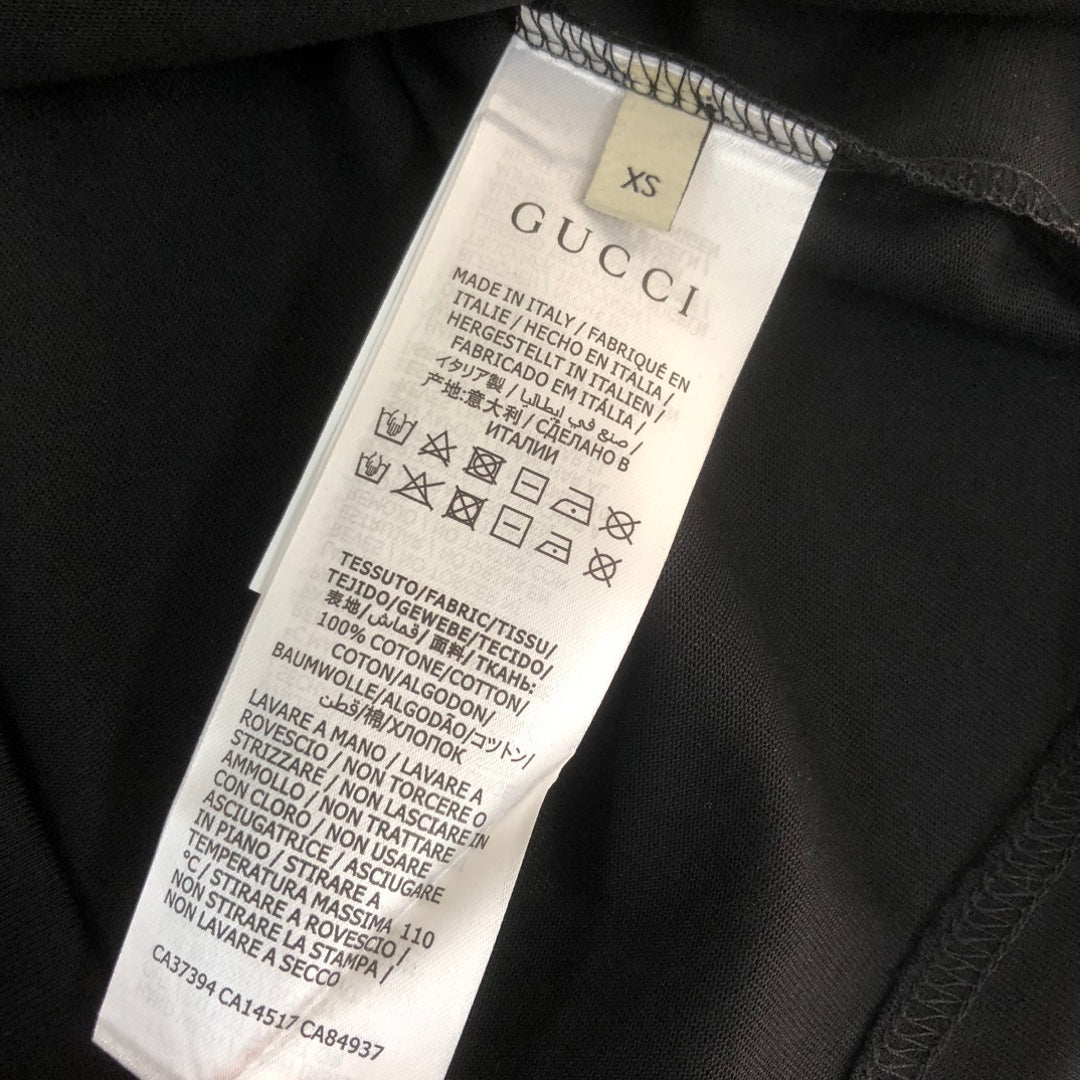 XS
GUCCI
MADE IN ITALY / FABRIQUÉ EN
ITALIE / HECHO EN ITALIA /
HERGESTELLT IN ITALIEN /
FABRICADO EM ITÁLIA /
イタリア製 / صنع في إيطاليا /
产地:意大利 / СДЕЛАНО В
ИТАЛИИ
TESSUTO/FABRIC/TISSU/
TEJIDO/GEWEBE/TECIDO/
表地/قماش/面料/ТКАНЬ:
100% COTONE/COTTON/
COTON/ALGODON/
BAUMWOLLE/ALGODÃO/コットン/
قطن/棉/ХЛОПОК
LAVARE A MANO / LAVARE A
ROVESCIO / NON TORCERE O
STRIZZARE / NON LASCIARE IN
AMMOLLO / NON TRATTARE
CON CLORO / NON USARE
ASCIUGATRICE / ASCIUGARE
IN PIANO / STIRARE A
TEMPERATURA MASSIMA 110
°C / STIRARE A ROVESCIO /
NON STIRARE LA STAMPA /
NON LAVARE A SECCO
CA37394 CA14517 CA84937